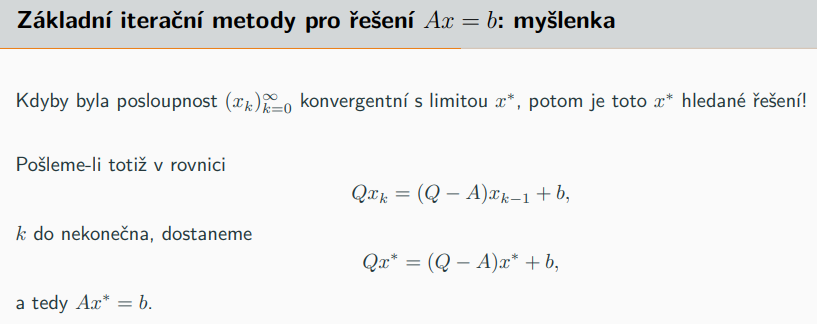 Základní iterační metody pro řešení $Ax = b$: myšlenka
Kdyby byla posloupnost $(x_k)_{k=0}^{\infty}$ konvergentní s limitou $x^*$, potom je toto $x^*$ hledané řešení!
Pošleme-li totiž v rovnici
$Qx_k = (Q - A)x_{k-1} + b,$
$k$ do nekonečna, dostaneme
$Qx^* = (Q - A)x^* + b,$
a tedy $Ax^* = b$.